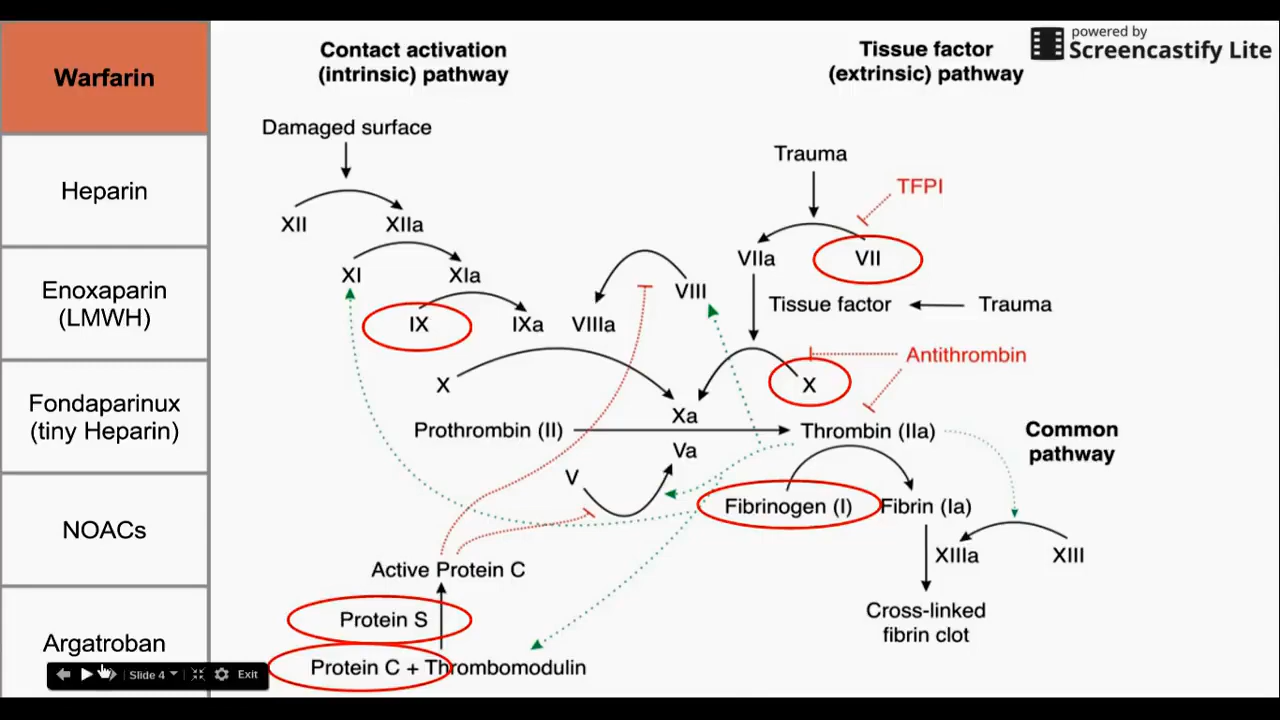 Warfarin
Heparin
Enoxaparin
(LMWH)
Fondaparinux
(tiny Heparin)
NOACs
Argatroban
Slide 4
Exit
powered by
Screencastify Lite
Contact activation
(intrinsic) pathway
Tissue factor
(extrinsic) pathway
Damaged surface
Trauma
TFPI
XII
XIIa
VIIa
VII
XI
XIa
VIII
Tissue factor
Trauma
IX
IXa
VIIIa
Antithrombin
X
X
Xa
Prothrombin (II)
Thrombin (IIa)
Common
pathway
Va
V
Fibrinogen (I)
Fibrin (Ia)
XIIIa
XIII
Active Protein C
Cross-linked
fibrin clot
Protein S
Protein C + Thrombomodulin